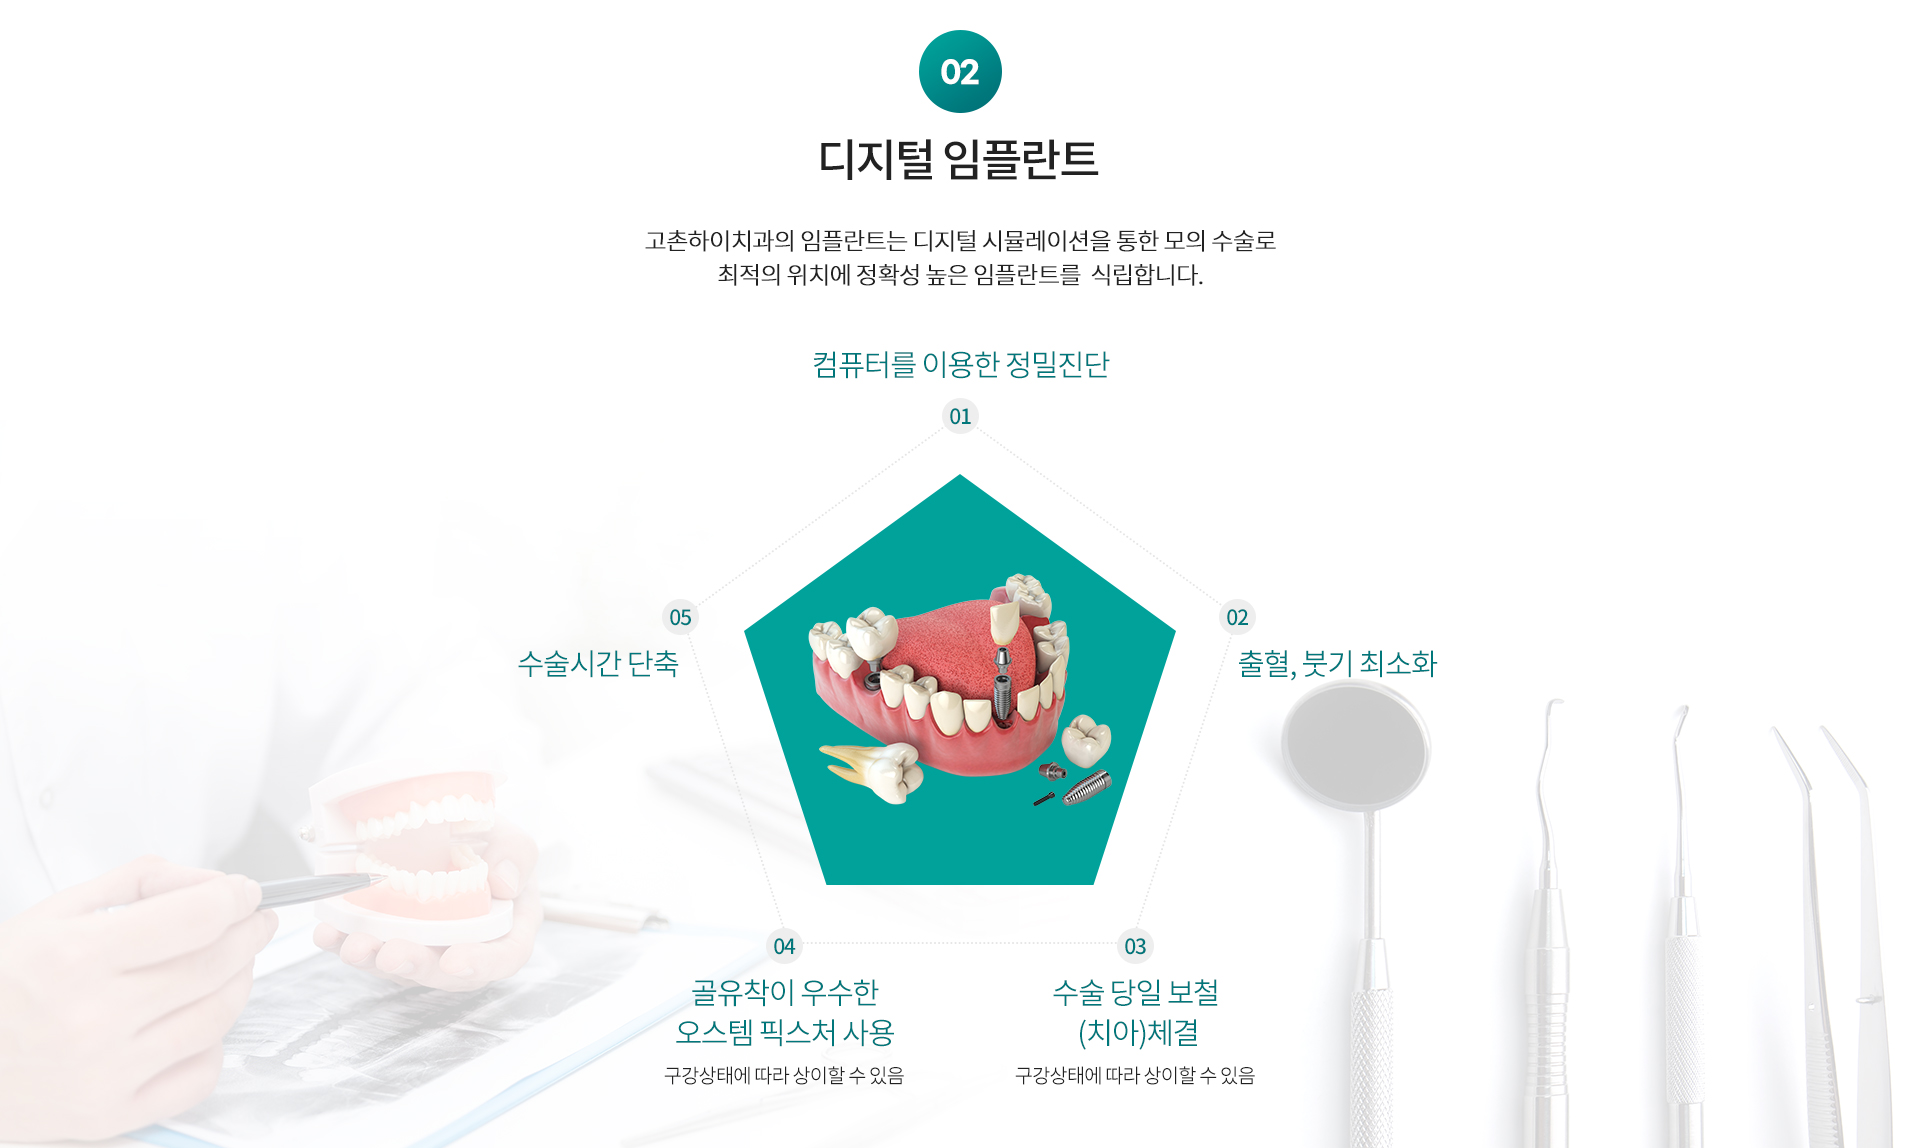 02
디지털 임플란트
고촌하이치과의 임플란트는 디지털 시뮬레이션을 통한 모의 수술로
최적의 위치에 정확성 높은 임플란트를 식립합니다.
컴퓨터를 이용한 정밀진단
01
02
출혈, 붓기 최소화
03
수술 당일 보철
(치아)체결
구강상태에 따라 상이할 수 있음
04
골유착이 우수한
오스템 픽스처 사용
구강상태에 따라 상이할 수 있음
05
수술시간 단축